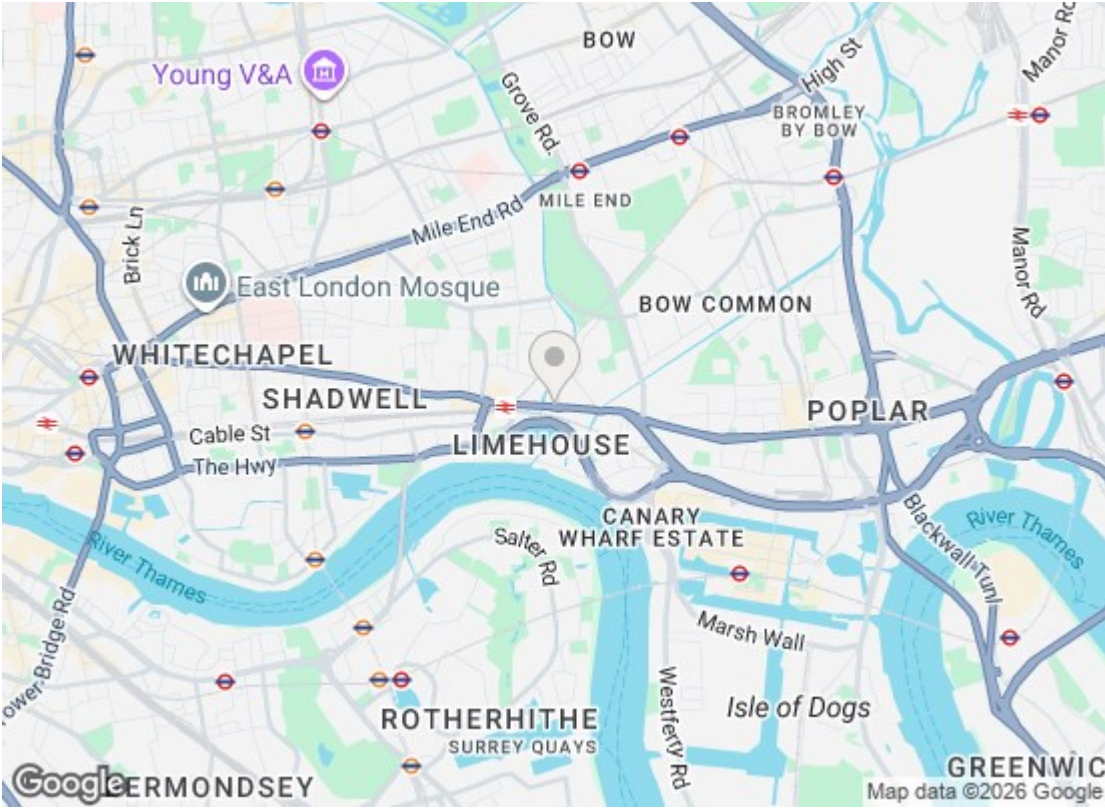 BOW
Manor Rd
Young V&A
High St
Grove Rd.
BROMLEY
BY BOW
MILE END
Mile End Rd
Brick Ln
Manor Rd
East London Mosque
BOW COMMON
WHITECHAPEL
SHADWELL
POPLAR
Cable St
LIMEHOUSE
The Hwy
CANARY
WHARF ESTATE
Blackwall Tunl
River Thames
River Thames
Salter Rd
Marsh Wall
Tower Bridge Rd
Westferry Rd
Isle of Dogs
ROTHERHITHE
SURREY QUAYS
GREENWIC
Google
ERMONDSEY
Map data ©2026 Google